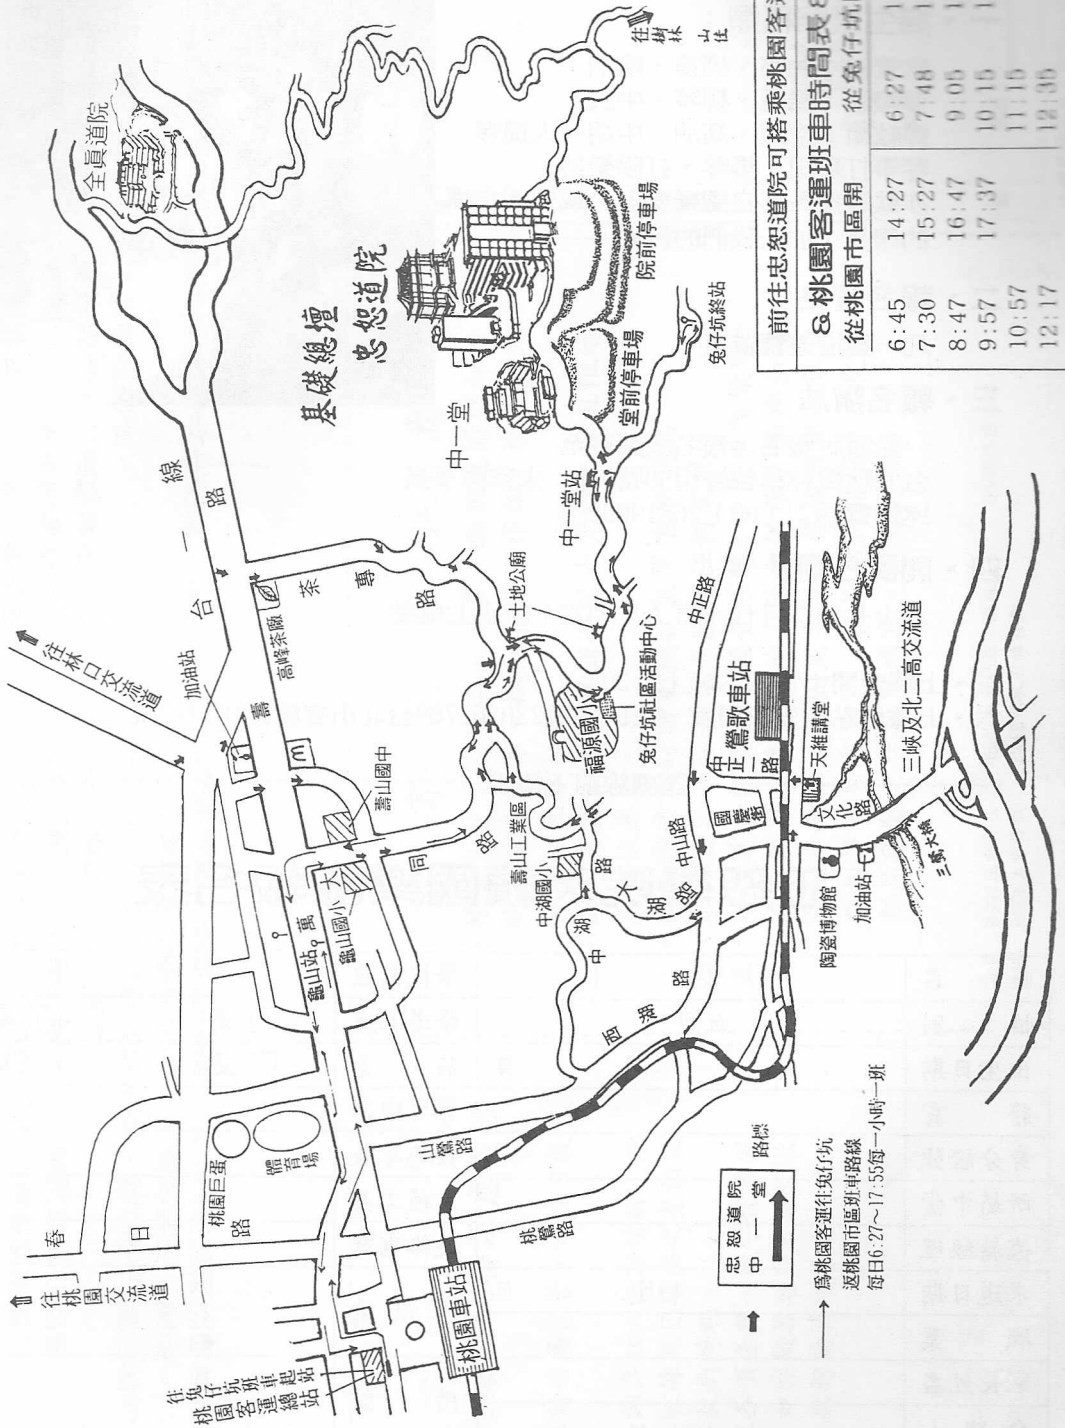 前往忠恕道院可搭乘桃園客
&桃園客運班車時間表&
從桃園市區開
從兔仔坑
6:45 14:27 6:27
7:30 15:27 7:48
8:47 16:47 9:05
9:57 17:37 10:15
10:57 11:15
12:17 12:35
往樹林
山佳
全眞道院
基礎總壇
忠恕道院
中一堂
院前停車場
堂前停車場
兔仔坑終站
中一堂站
台一線
萬壽路
茶專路
高峰茶廠
土地公廟
往林口交流道
加油站
壽山國中
福源國小
兔仔坑社區活動中心
大同路
龜山國小
龜山站
壽山工業區
中湖國小
大湖路
中湖路
西湖路
中正路
中正一路
鶯歌車站
天維講堂
國慶街
中山路
文化路
三峽及北二高交流道
三鶯大橋
陶瓷博物館
加油站
春日路
桃園巨蛋
體育場
往桃園交流道
山鶯路
桃鶯路
桃園車站
往兔仔坑班車起站
桃園客運總站
忠恕道院
中一堂
路標
爲桃園客運往兔仔坑
返桃園市區班車路線
每日6:27~17:55每一小時一班